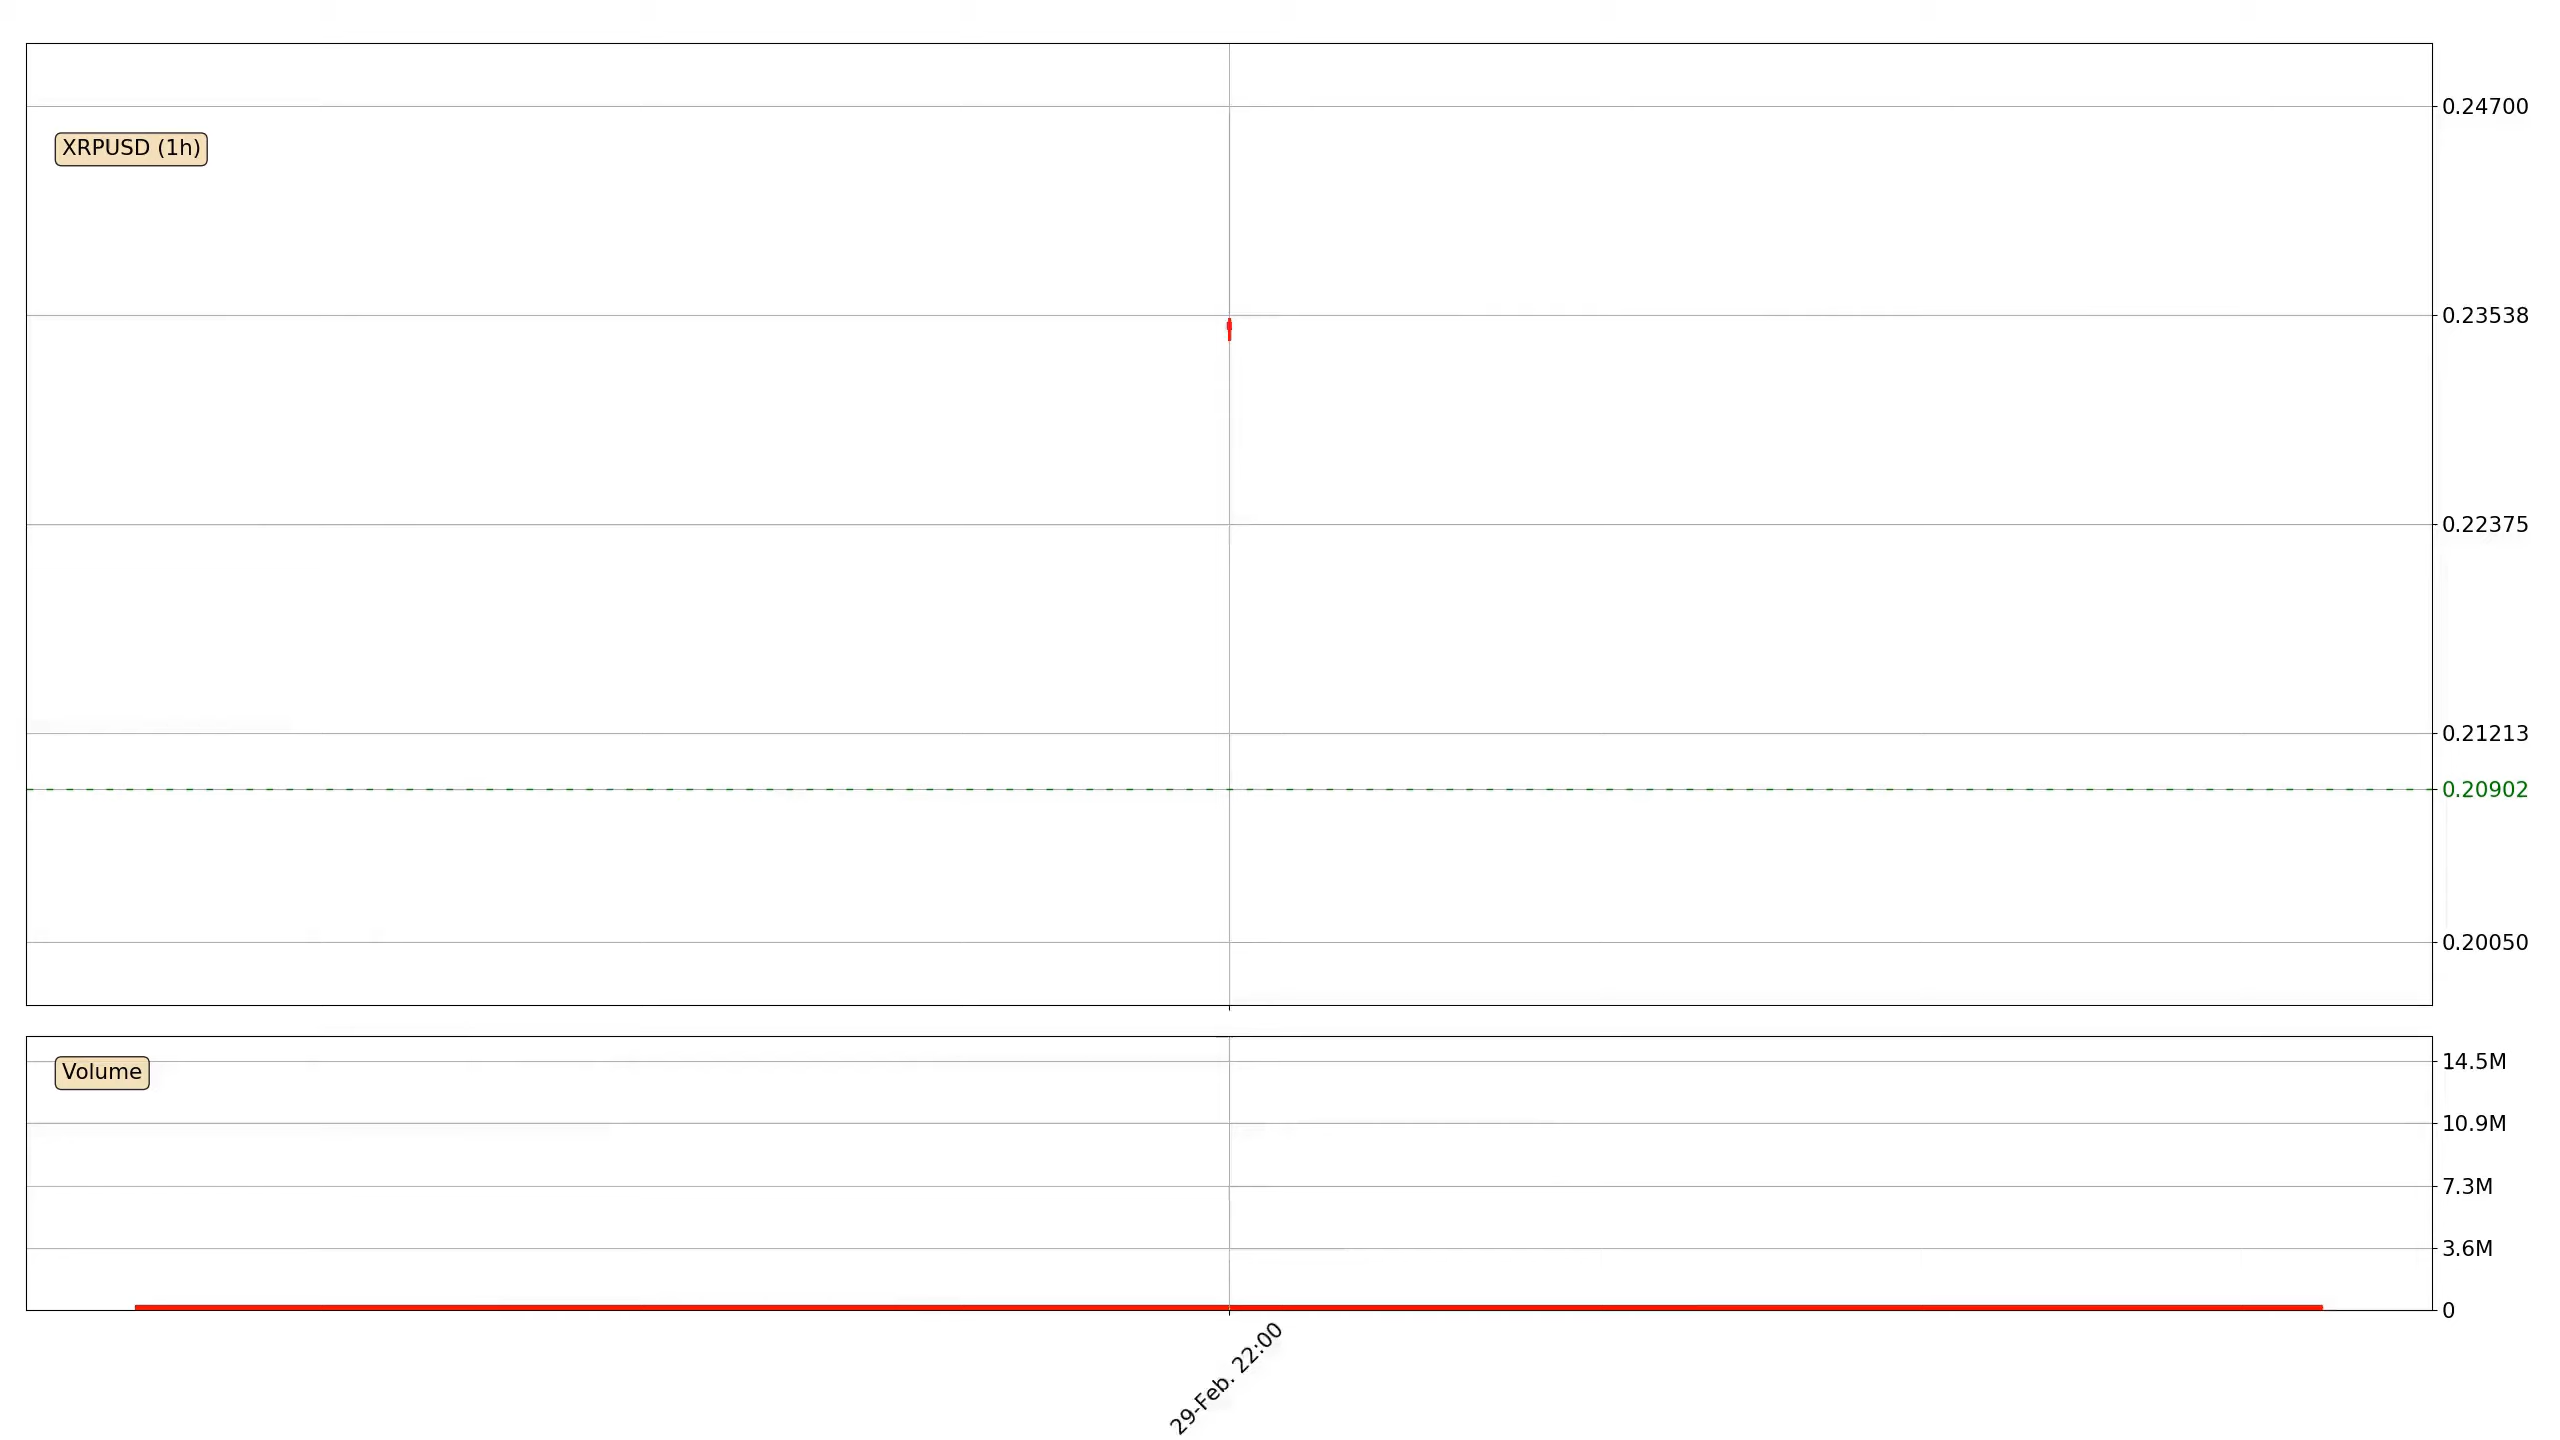 0.24700
XRPUSD (1h)
0.23538
0.22375
0.21213
0.20902
0.20050
Volume
14.5M
10.9M
7.3M
3.6M
0
29-Feb. 22:00